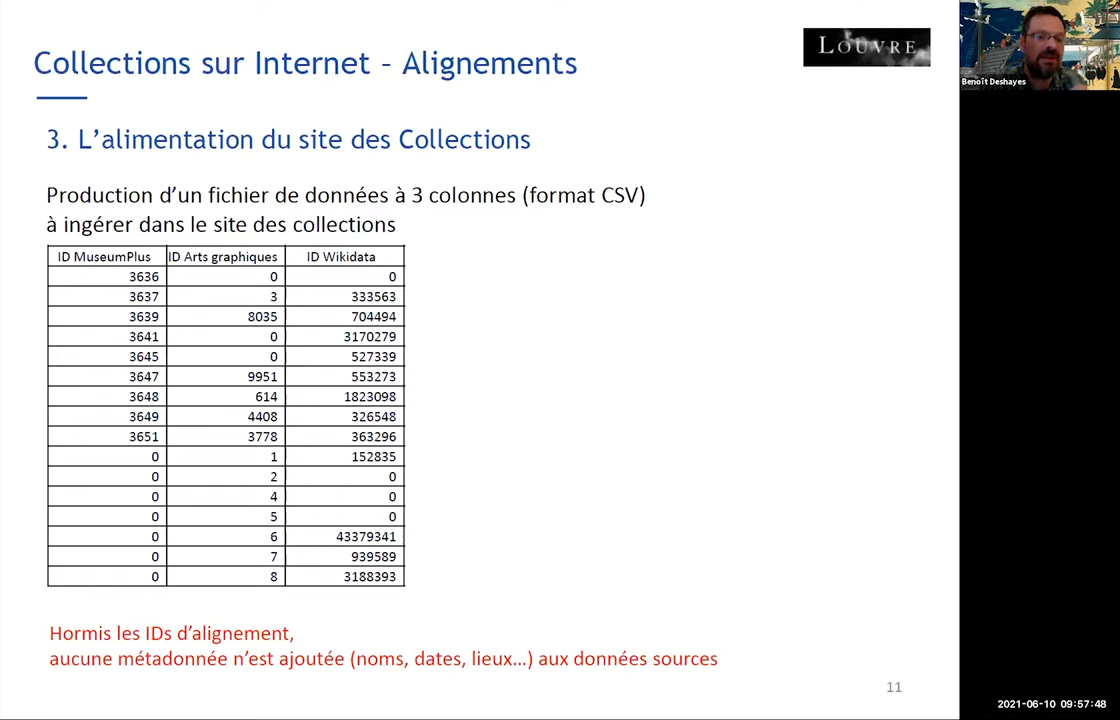 Collections sur Internet – Alignements
LOUVRE
Benoît Deshayes
3. L'alimentation du site des Collections
Production d'un fichier de données à 3 colonnes (format CSV)
à ingérer dans le site des collections
ID MuseumPlus ID Arts graphiques ID Wikidata
3636 0 0
3637 3 333563
3639 8035 704494
3641 0 3170279
3645 0 527339
3647 9951 553273
3648 614 1823098
3649 4408 326548
3651 3778 363296
0 1 152835
0 2 0
0 4 0
0 5 0
0 6 43379341
0 7 939589
0 8 3188393
Hormis les IDs d'alignement,
aucune métadonnée n'est ajoutée (noms, dates, lieux…) aux données sources
11
2021-06-10 09:57:48